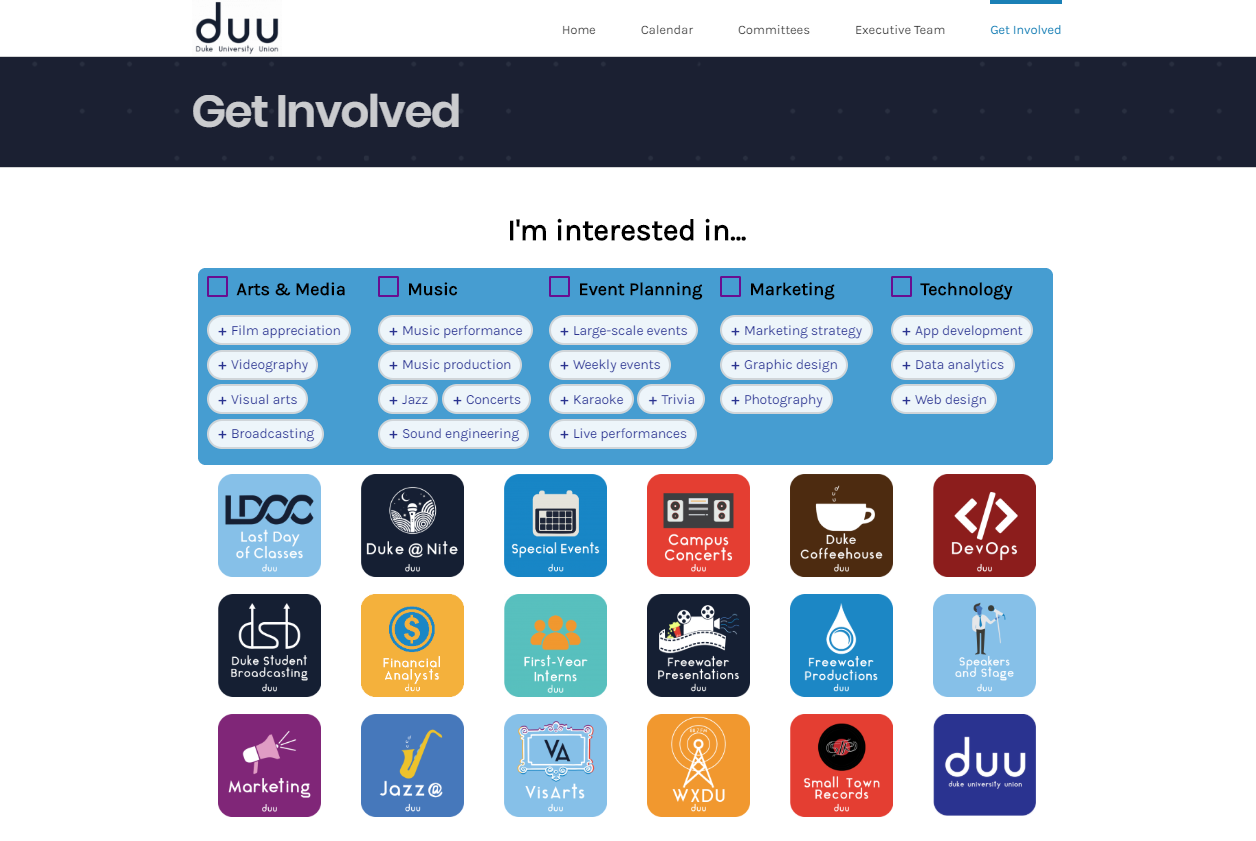 duu
Duke University Union
Home
Calendar
Committees
Executive Team
Get Involved
Get Involved
I'm interested in...
Arts & Media
+ Film appreciation
+ Videography
+ Visual arts
+ Broadcasting
Music
+ Music performance
+ Music production
+ Jazz + Concerts
+ Sound engineering
Event Planning
+ Large-scale events
+ Weekly events
+ Karaoke + Trivia
+ Live performances
Marketing
+ Marketing strategy
+ Graphic design
+ Photography
Technology
+ App development
+ Data analytics
+ Web design
LDOC
Last Day
of Classes
duu
Duke @ Nite
duu
Special Events
duu
Campus
Concerts
duu
Duke
Coffeehouse
duu
</>
DevOps
duu
dsb
Duke Student
Broadcasting
duu
$
Financial
Analysts
duu
First-Year
Interns
duu
Freewater
Presentations
duu
Freewater
Productions
duu
Speakers
and Stage
duu
Marketing
duu
Jazz@
duu
VA
VisArts
duu
WXDU
duu
Small Town
Records
duu
duu
duke university union